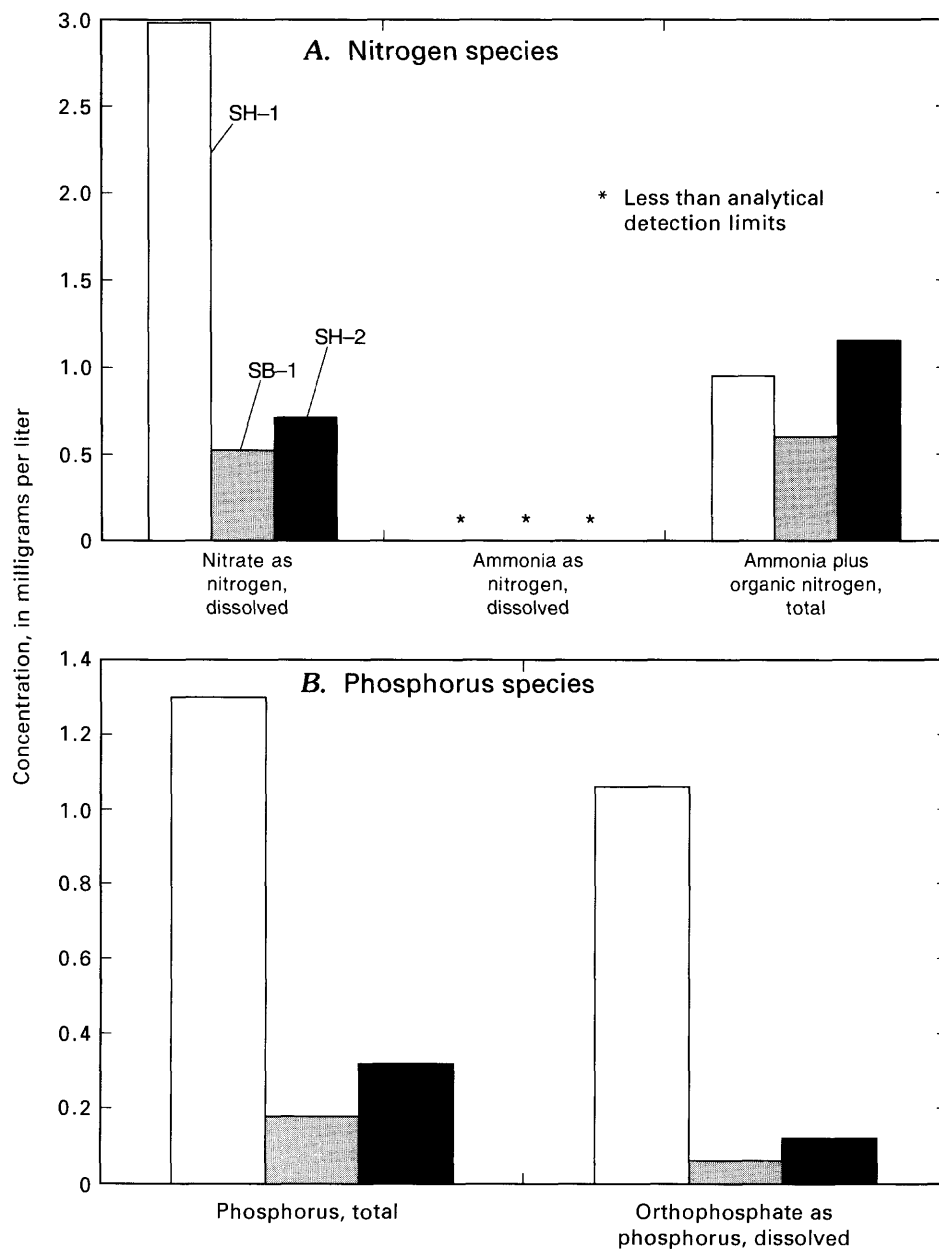 Concentration, in milligrams per liter
A. Nitrogen species
3.0
2.5
2.0
1.5
1.0
0.5
0
SH–1
SB–1
SH–2
* Less than analytical
detection limits
* * *
Nitrate as
nitrogen,
dissolved
Ammonia as
nitrogen,
dissolved
Ammonia plus
organic nitrogen,
total
B. Phosphorus species
1.4
1.2
1.0
0.8
0.6
0.4
0.2
0
Phosphorus, total
Orthophosphate as
phosphorus, dissolved